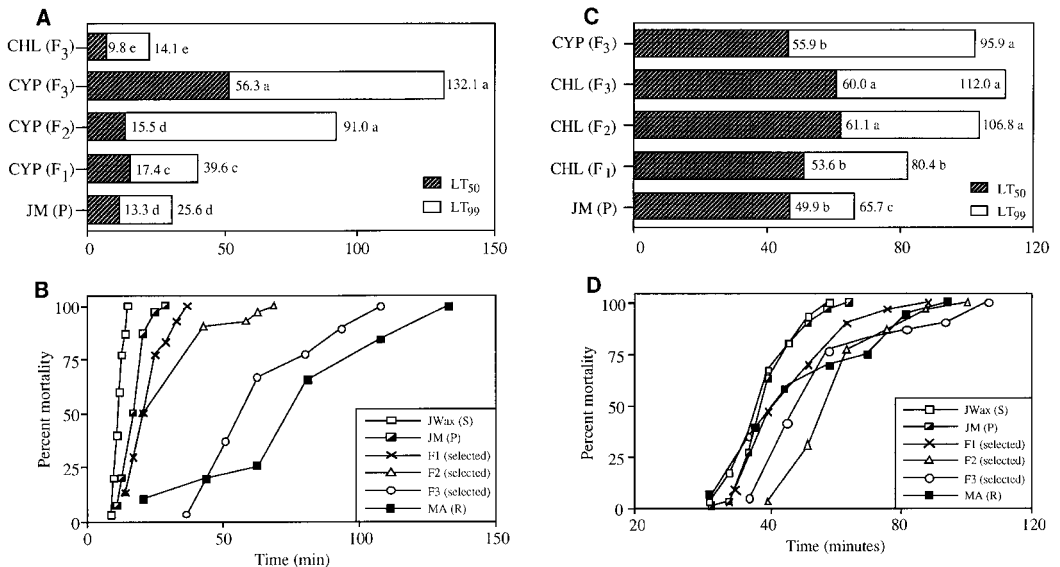 A
CHL (F3)
9.8 e
14.1 e
CYP (F3)
56.3 a
132.1 a
CYP (F2)
15.5 d
91.0 a
CYP (F1)
17.4 c
39.6 c
JM (P)
13.3 d
25.6 d
LT50
LT99
0 50 100 150
B
Percent mortality
100
75
50
25
0
JWax (S)
JM (P)
F1 (selected)
F2 (selected)
F3 (selected)
MA (R)
0 50 100 150
Time (min)
C
CYP (F3)
55.9 b
95.9 a
CHL (F3)
60.0 a
112.0 a
CHL (F2)
61.1 a
106.8 a
CHL (F1)
53.6 b
80.4 b
JM (P)
49.9 b
65.7 c
LT50
LT99
0 40 80 120
D
Percent mortality
100
75
50
25
0
JWax (S)
JM (P)
F1 (selected)
F2 (selected)
F3 (selected)
MA (R)
20 40 60 80 120
Time (minutes)